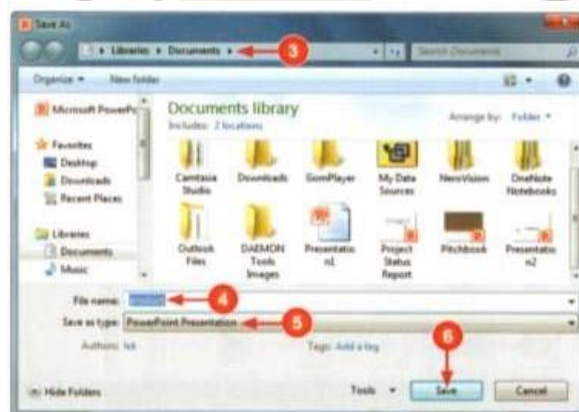 Save As
Libraries ▸ Documents ▸
3
Search Documents
Organize ▾ New folder
Microsoft PowerPo
Documents library
Includes: 2 locations
Arrange by: Folder ▾
Favorites
Desktop
Downloads
Recent Places
Libraries
Documents
Music
Camtasia Studio
Downloads
GomPlayer
My Data Sources
NeroVision
OneNote Notebooks
Outlook Files
DAEMON Tools Images
Presentatio n1
Project Status Report
Pitchbook
Presentatio n2
File name: product
4
Save as type: PowerPoint Presentation
5
6
Authors:
Tags: Add a tag
Hide Folders
Tools ▾
Save
Cancel